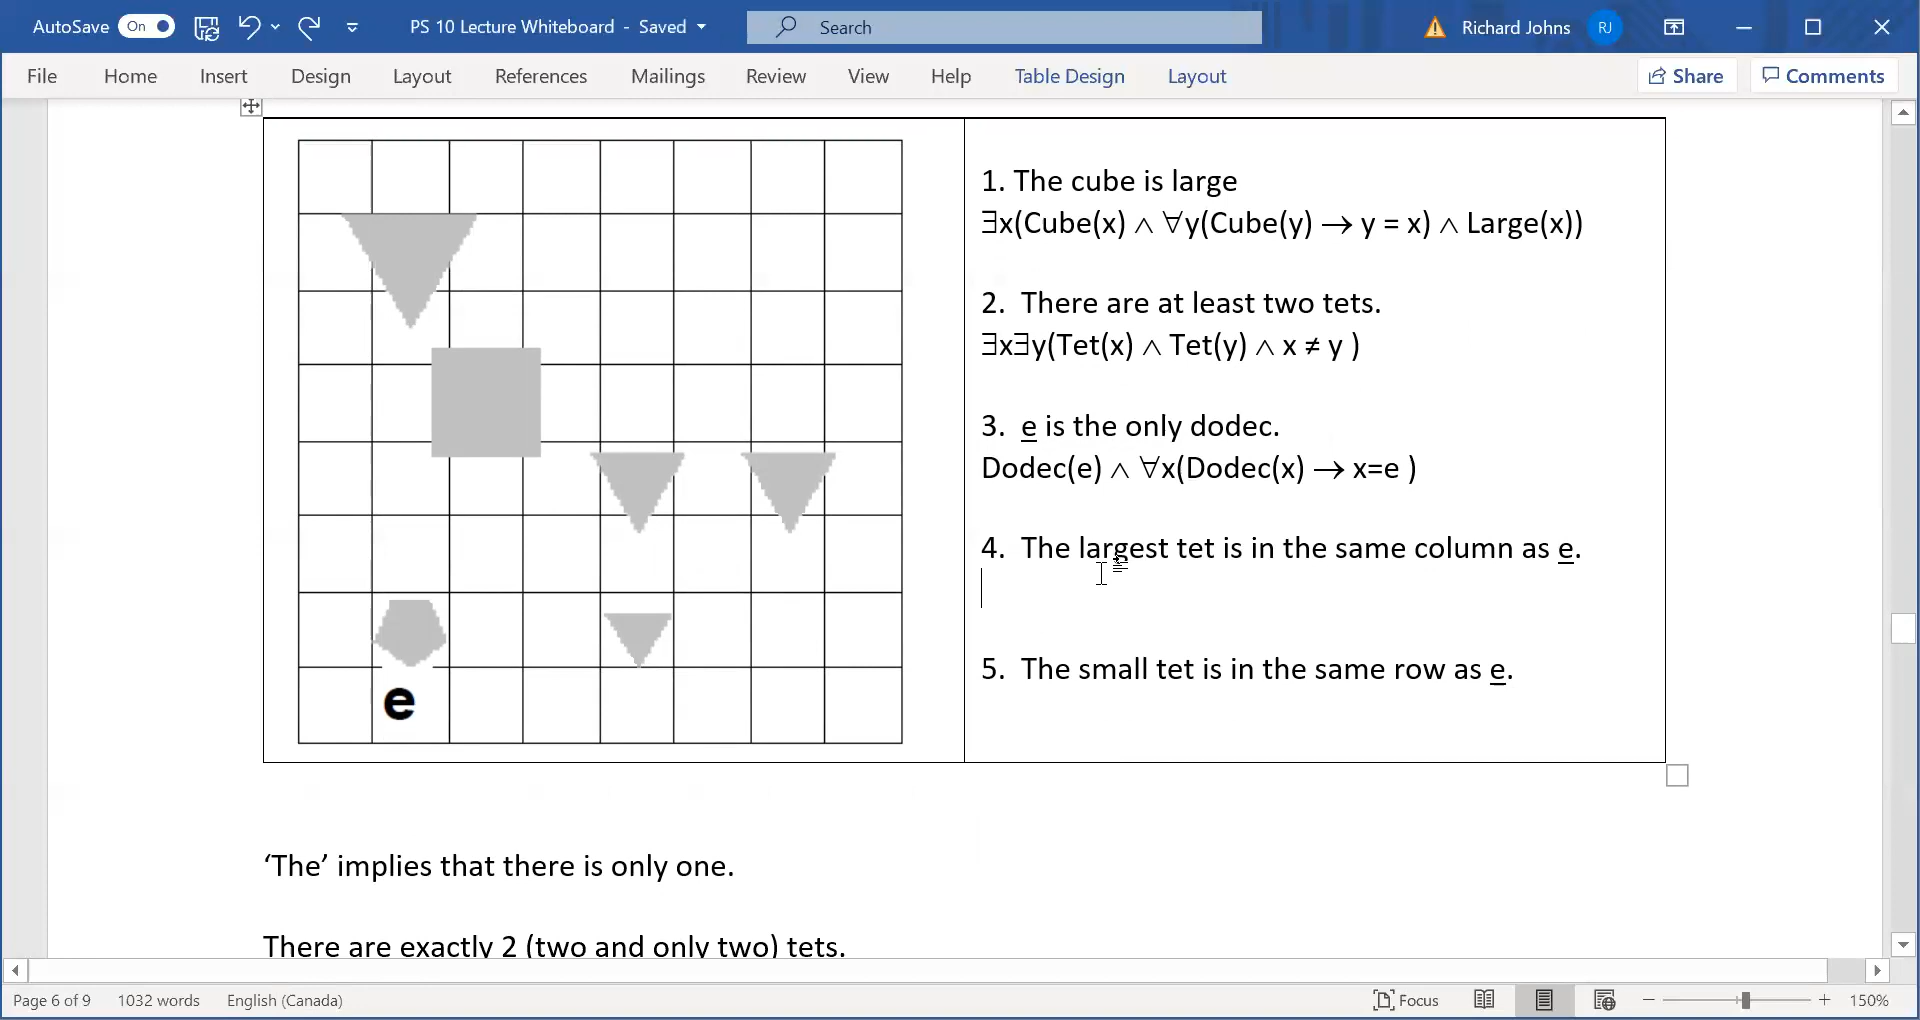 AutoSave On PS 10 Lecture Whiteboard - Saved Search Richard Johns RJ
File Home Insert Design Layout References Mailings Review View Help Table Design Layout Share Comments
1. The cube is large
∃x(Cube(x) ∧ ∀y(Cube(y) → y = x) ∧ Large(x))
2. There are at least two tets.
∃x∃y(Tet(x) ∧ Tet(y) ∧ x ≠ y )
3. e is the only dodec.
Dodec(e) ∧ ∀x(Dodec(x) → x=e )
4. The largest tet is in the same column as e.
5. The small tet is in the same row as e.
e
‘The’ implies that there is only one.
There are exactly 2 (two and only two) tets.
Page 6 of 9 1032 words English (Canada) Focus 150%